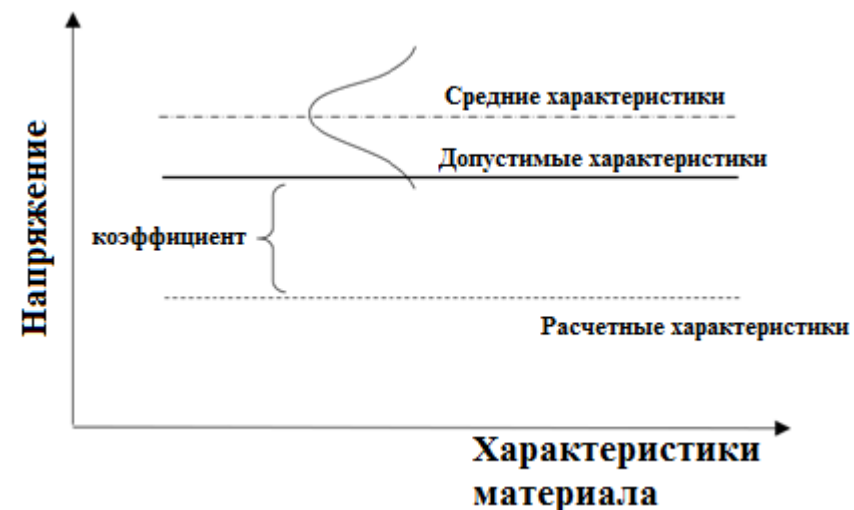 Средние характеристики
Допустимые характеристики
коэффициент
Напряжение
Расчетные характеристики
Характеристики
материала